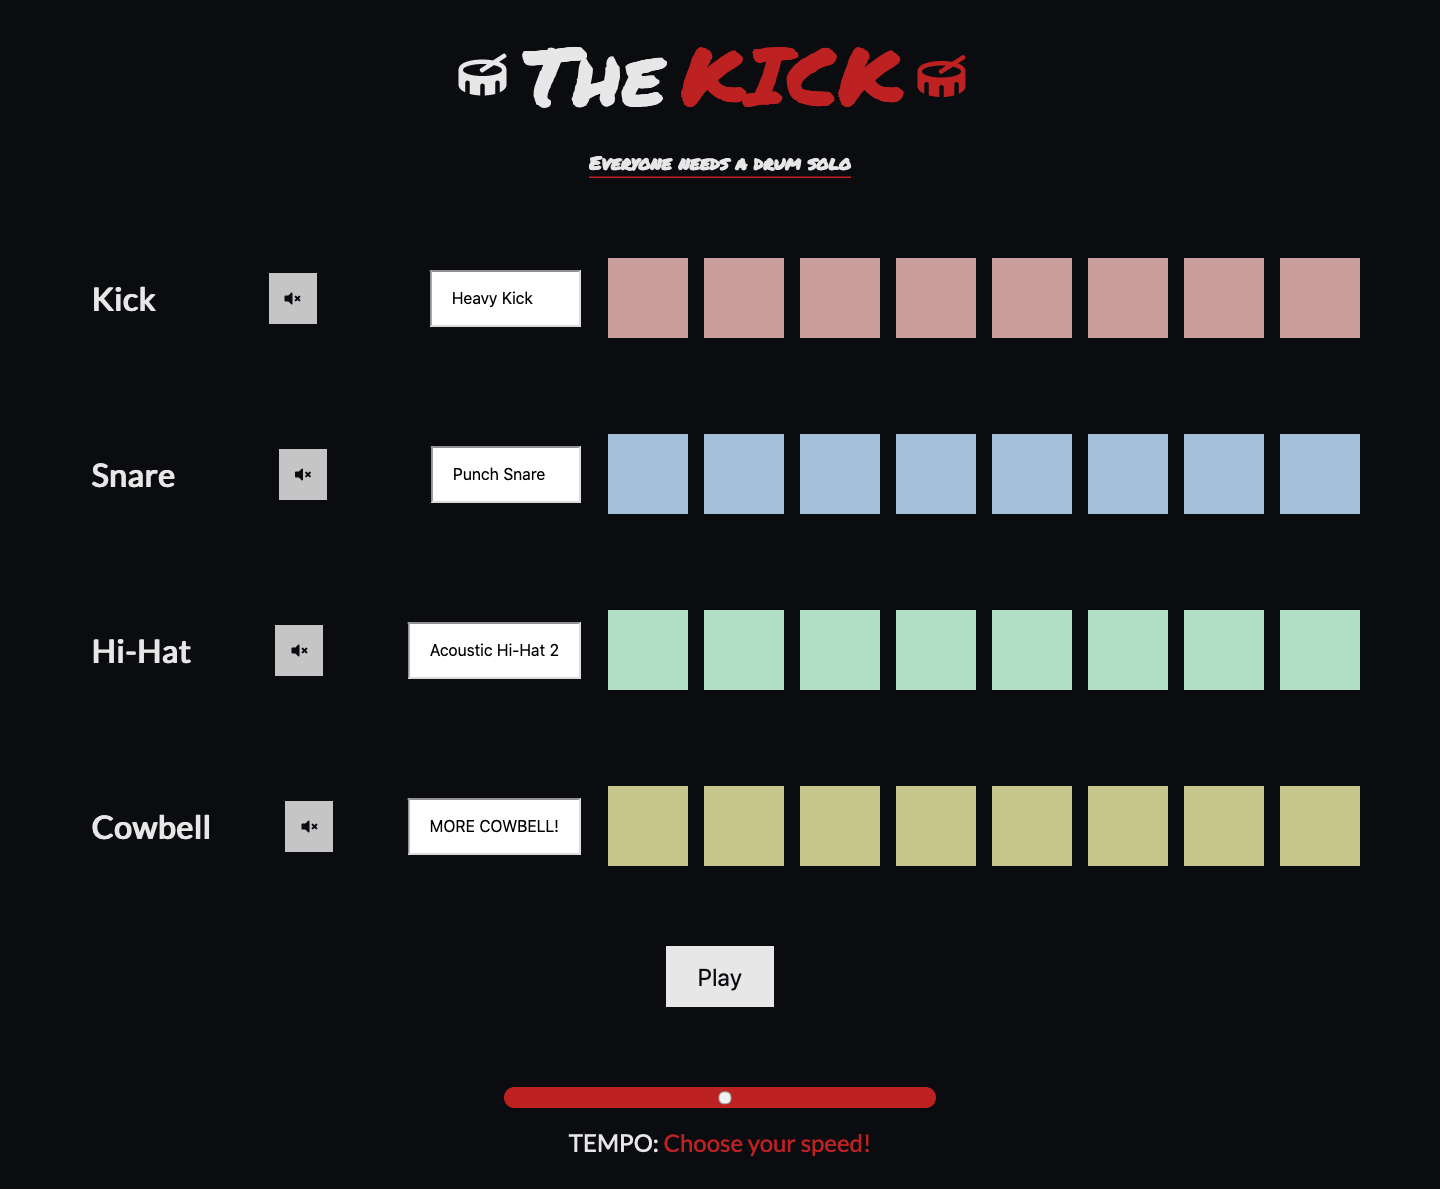 The KICK
Everyone needs a drum solo
Kick
Heavy Kick
Snare
Punch Snare
Hi-Hat
Acoustic Hi-Hat 2
Cowbell
MORE COWBELL!
Play
TEMPO: Choose your speed!